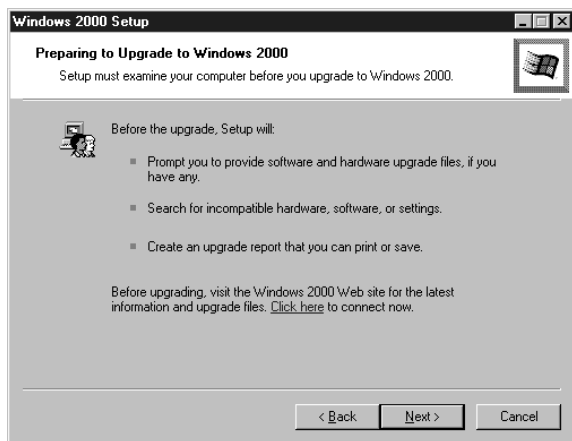 Windows 2000 Setup
Preparing to Upgrade to Windows 2000
Setup must examine your computer before you upgrade to Windows 2000.
Before the upgrade, Setup will:
Prompt you to provide software and hardware upgrade files, if you
have any.
Search for incompatible hardware, software, or settings.
Create an upgrade report that you can print or save.
Before upgrading, visit the Windows 2000 Web site for the latest
information and upgrade files. Click here to connect now.
< Back
Next >
Cancel